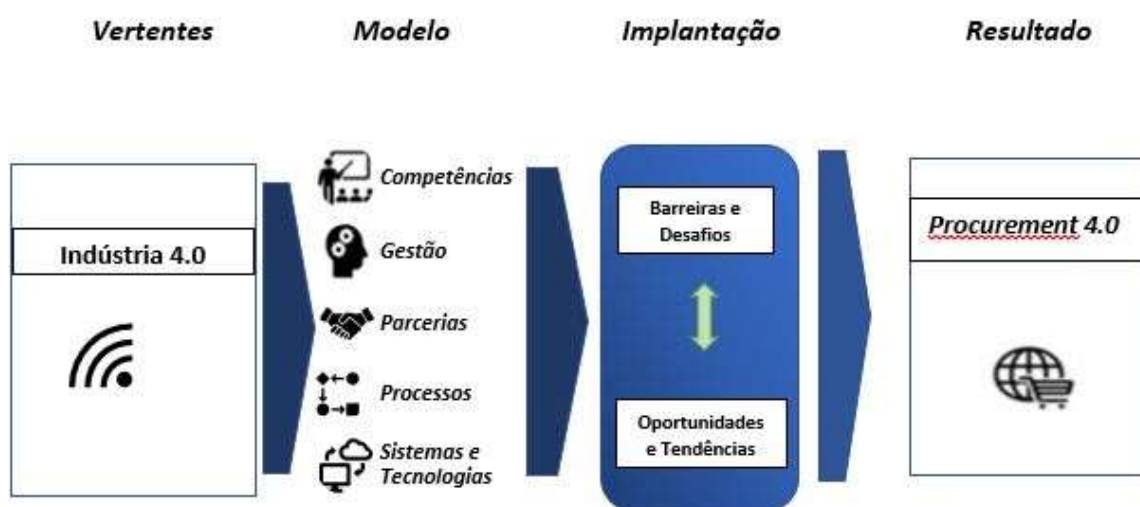 Vertentes
Modelo
Implantação
Resultado
Indústria 4.0
Competências
Gestão
Parcerias
Processos
Sistemas e
Tecnologias
Barreiras e
Desafios
Oportunidades
e Tendências
Procurement 4.0